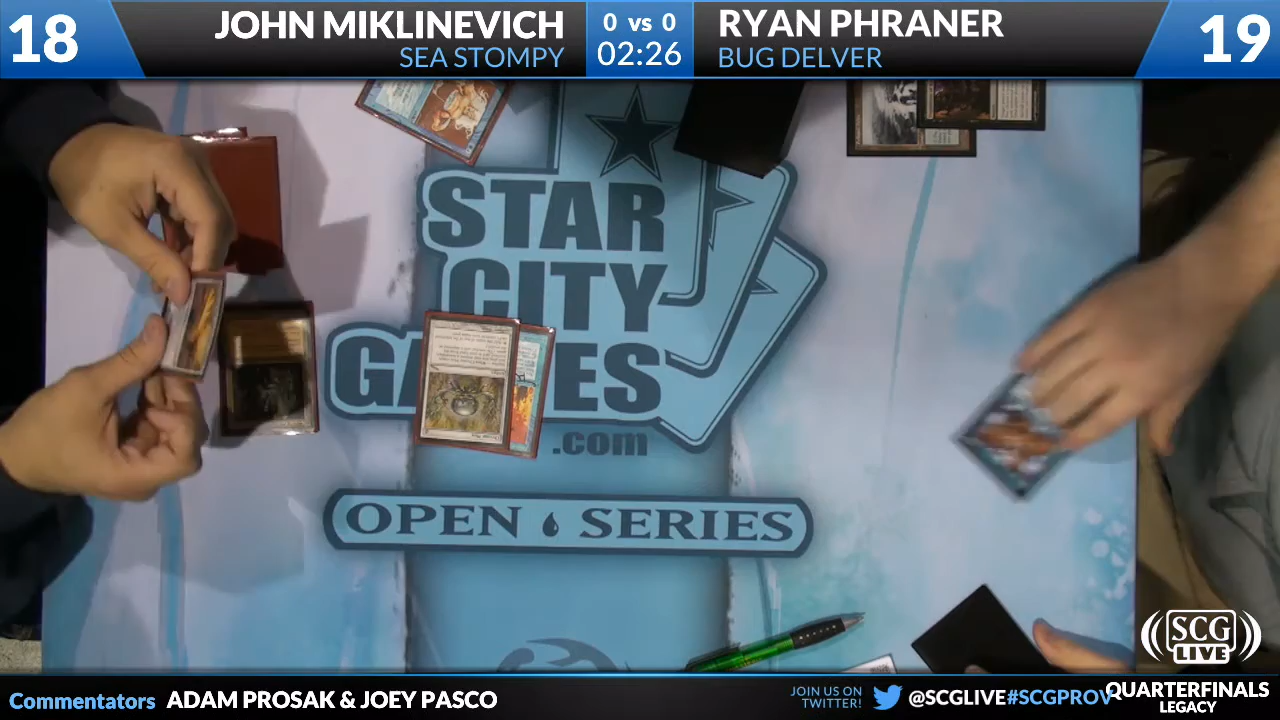 18
JOHN MIKLINEVICH
SEA STOMPY
0 vs 0
02:26
RYAN PHRANER
BUG DELVER
19
STAR
CITY
GAMES
.com
OPEN SERIES
SCG
LIVE
Commentators ADAM PROSAK & JOEY PASCO
JOIN US ON
TWITTER!
@SCGLIVE #SCGPROV
QUARTERFINALS
LEGACY